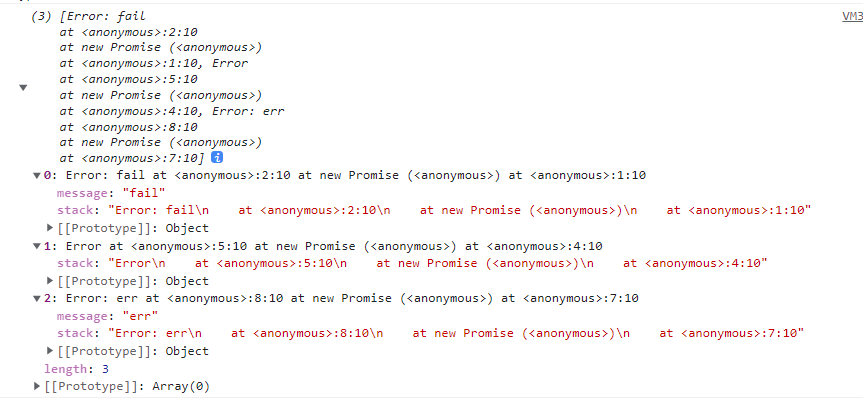 (3) [Error: fail
VM3
at <anonymous>:2:10
at new Promise (<anonymous>)
at <anonymous>:1:10, Error
at <anonymous>:5:10
at new Promise (<anonymous>)
at <anonymous>:4:10, Error: err
at <anonymous>:8:10
at new Promise (<anonymous>)
at <anonymous>:7:10] i
0: Error: fail at <anonymous>:2:10 at new Promise (<anonymous>) at <anonymous>:1:10
message: "fail"
stack: "Error: fail\n    at <anonymous>:2:10\n    at new Promise (<anonymous>)\n    at <anonymous>:1:10"
[[Prototype]]: Object
1: Error at <anonymous>:5:10 at new Promise (<anonymous>) at <anonymous>:4:10
stack: "Error\n    at <anonymous>:5:10\n    at new Promise (<anonymous>)\n    at <anonymous>:4:10"
[[Prototype]]: Object
2: Error: err at <anonymous>:8:10 at new Promise (<anonymous>) at <anonymous>:7:10
message: "err"
stack: "Error: err\n    at <anonymous>:8:10\n    at new Promise (<anonymous>)\n    at <anonymous>:7:10"
[[Prototype]]: Object
length: 3
[[Prototype]]: Array(0)